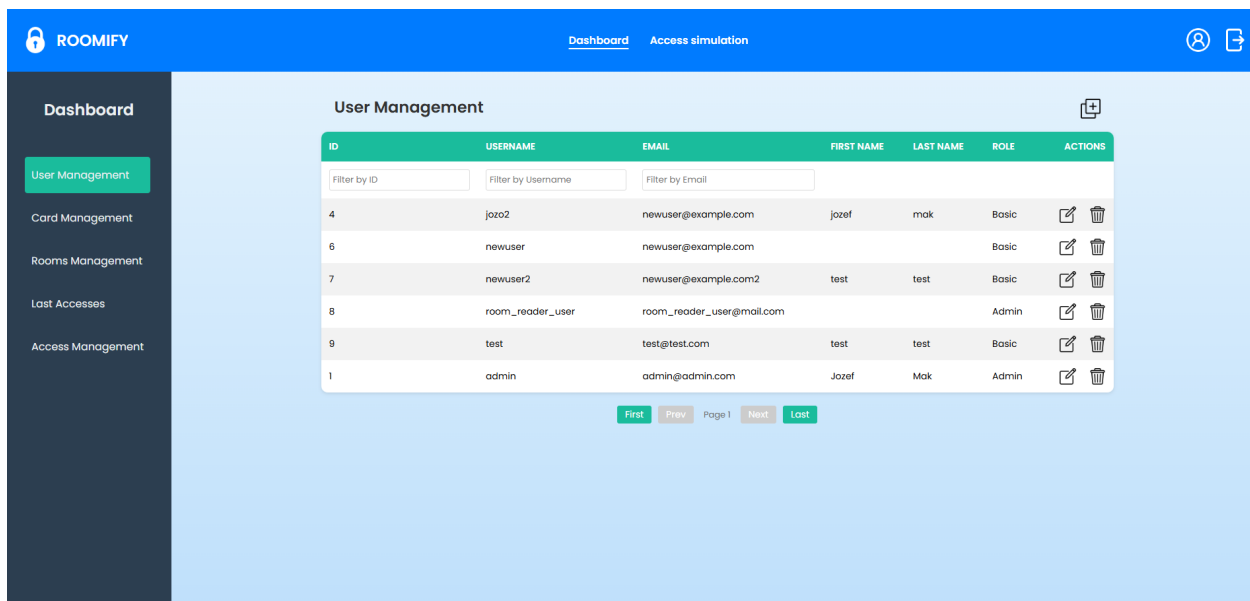 ROOMIFY
Dashboard Access simulation
Dashboard
User Management
Card Management
Rooms Management
Last Accesses
Access Management
User Management
ID USERNAME EMAIL FIRST NAME LAST NAME ROLE ACTIONS
Filter by ID Filter by Username Filter by Email
4 jozo2 newuser@example.com jozef mak Basic
6 newuser newuser@example.com Basic
7 newuser2 newuser@example.com2 test test Basic
8 room_reader_user room_reader_user@mail.com Admin
9 test test@test.com test test Basic
1 admin admin@admin.com Jozef Mak Admin
First Prev Page 1 Next Last